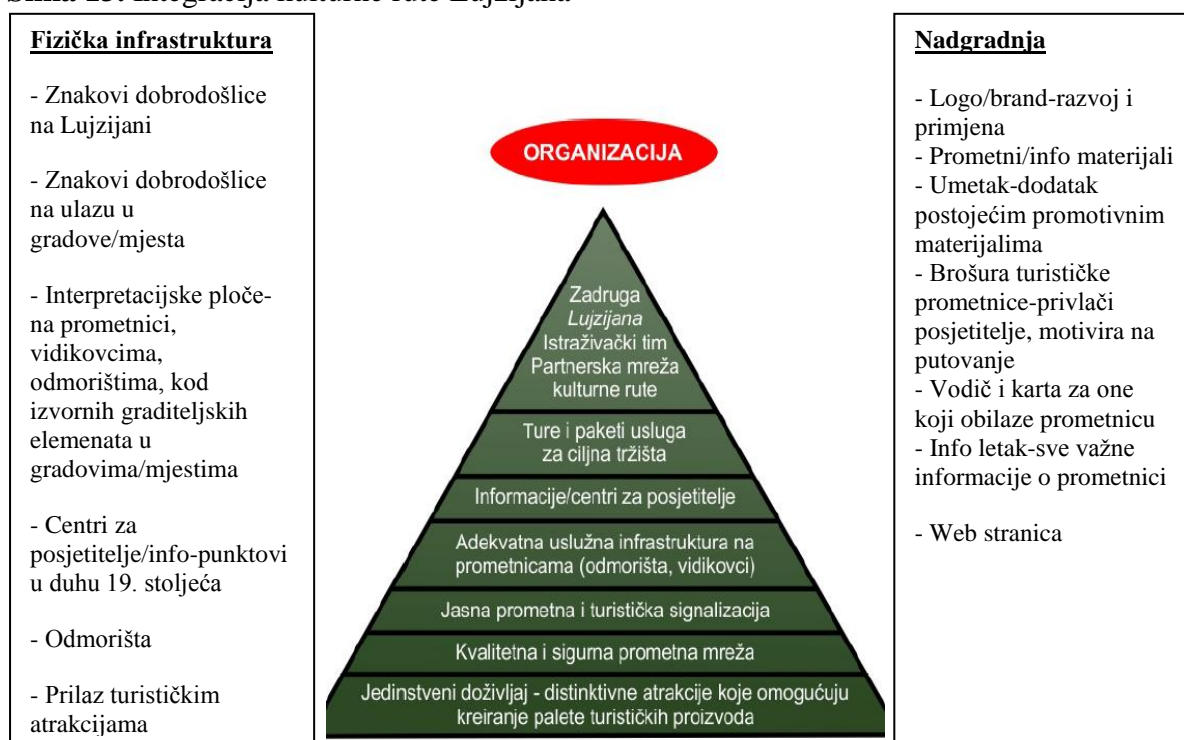 Slika Integracija kulturne rute Lujzijana
Fizička infrastruktura
- Znakovi dobrodošlice
na Lujzijani
- Znakovi dobrodošlice
na ulazu u
gradove/mjesta
- Interpretacijske ploče-
na prometnici,
vidikovcima,
odmorištima, kod
izvornih graditeljskih
elemenata u
gradovima/mjestima
- Centri za
posjetitelje/info-punktovi
u duhu 19. stoljeća
- Odmorišta
- Prilaz turističkim
atrakcijama
ORGANIZACIJA
Zadruga
Lujzijana
Istraživački tim
Partnerska mreža
kulturne rute
Ture i paketi usluga
za ciljna tržišta
Informacije/centri za posjetitelje
Adekvatna uslužna infrastruktura na
prometnicama (odmorišta, vidikovci)
Jasna prometna i turistička signalizacija
Kvalitetna i sigurna prometna mreža
Jedinstveni doživljaj - distinktivne atrakcije koje omogućuju
kreiranje palete turističkih proizvoda
Nadgradnja
- Logo/brand-razvoj i
primjena
- Prometni/info materijali
- Umetak-dodatak
postojećim promotivnim
materijalima
- Brošura turističke
prometnice-privlači
posjetitelje, motivira na
putovanje
- Vodič i karta za one
koji obilaze prometnicu
- Info letak-sve važne
informacije o prometnici
- Web stranica